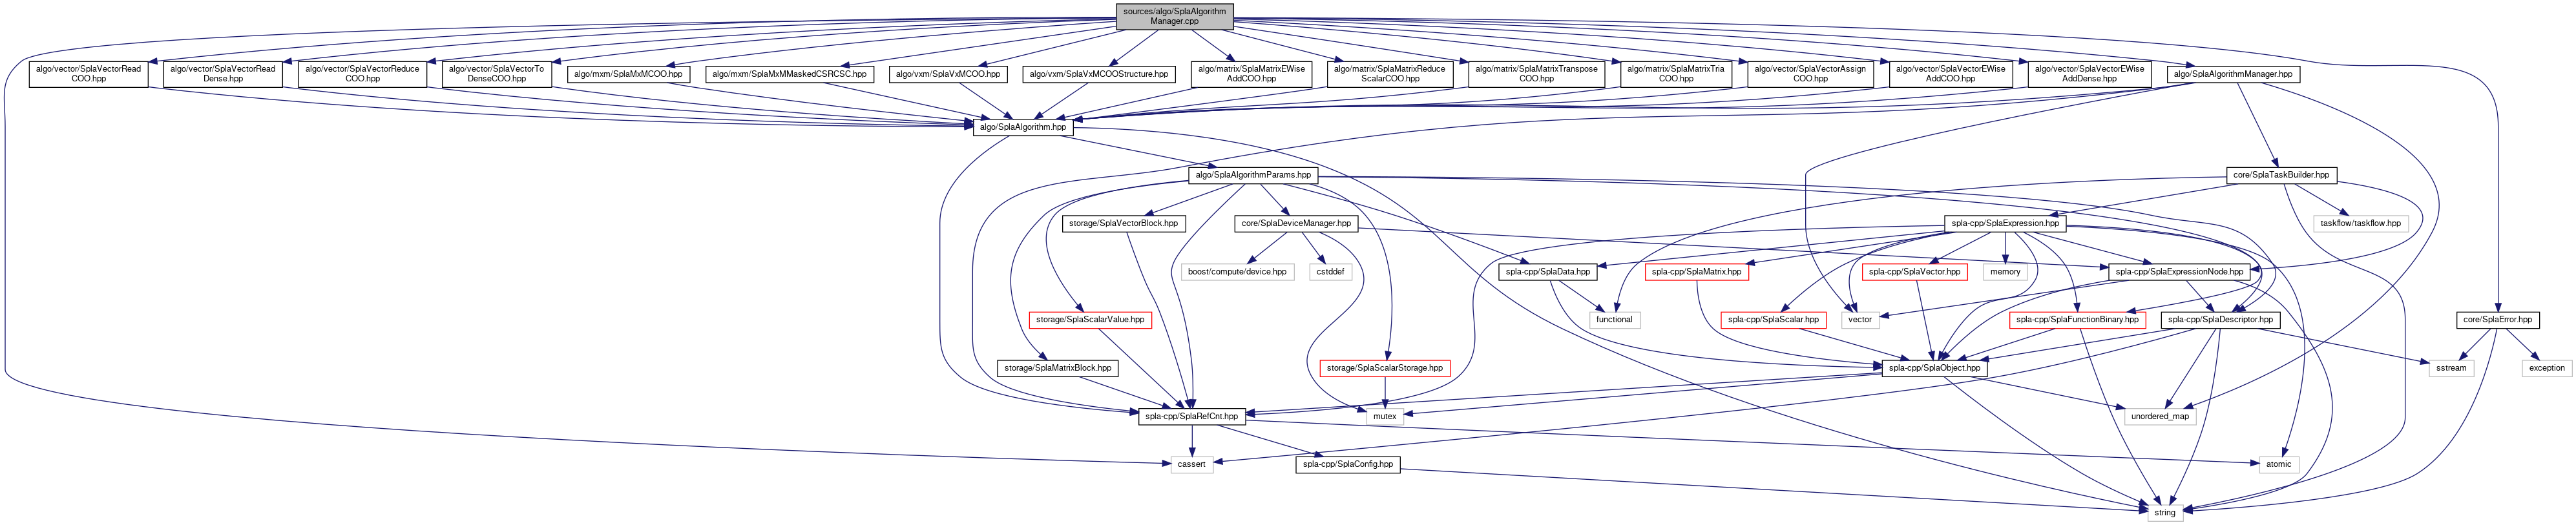 sources/algo/SplaAlgorithm
Manager.cpp
algo/vector/SplaVectorRead
COO.hpp
algo/vector/SplaVectorRead
Dense.hpp
algo/vector/SplaVectorReduce
COO.hpp
algo/vector/SplaVectorTo
DenseCOO.hpp
algo/mxm/SplaMxMCOO.hpp
algo/mxm/SplaMxMMaskedCSRCSC.hpp
algo/vxm/SplaVxMCOO.hpp
algo/vxm/SplaVxMCOOStructure.hpp
algo/matrix/SplaMatrixEWise
AddCOO.hpp
algo/matrix/SplaMatrixReduce
ScalarCOO.hpp
algo/matrix/SplaMatrixTranspose
COO.hpp
algo/matrix/SplaMatrixTria
COO.hpp
algo/vector/SplaVectorAssign
COO.hpp
algo/vector/SplaVectorEWise
AddCOO.hpp
algo/vector/SplaVectorEWise
AddDense.hpp
algo/SplaAlgorithmManager.hpp
algo/SplaAlgorithm.hpp
algo/SplaAlgorithmParams.hpp
core/SplaTaskBuilder.hpp
storage/SplaVectorBlock.hpp
core/SplaDeviceManager.hpp
spla-cpp/SplaExpression.hpp
taskflow/taskflow.hpp
boost/compute/device.hpp
cstddef
spla-cpp/SplaData.hpp
spla-cpp/SplaMatrix.hpp
spla-cpp/SplaVector.hpp
memory
spla-cpp/SplaExpressionNode.hpp
storage/SplaScalarValue.hpp
functional
spla-cpp/SplaScalar.hpp
vector
spla-cpp/SplaFunctionBinary.hpp
spla-cpp/SplaDescriptor.hpp
core/SplaError.hpp
storage/SplaMatrixBlock.hpp
storage/SplaScalarStorage.hpp
spla-cpp/SplaObject.hpp
sstream
exception
spla-cpp/SplaRefCnt.hpp
mutex
unordered_map
cassert
spla-cpp/SplaConfig.hpp
atomic
string